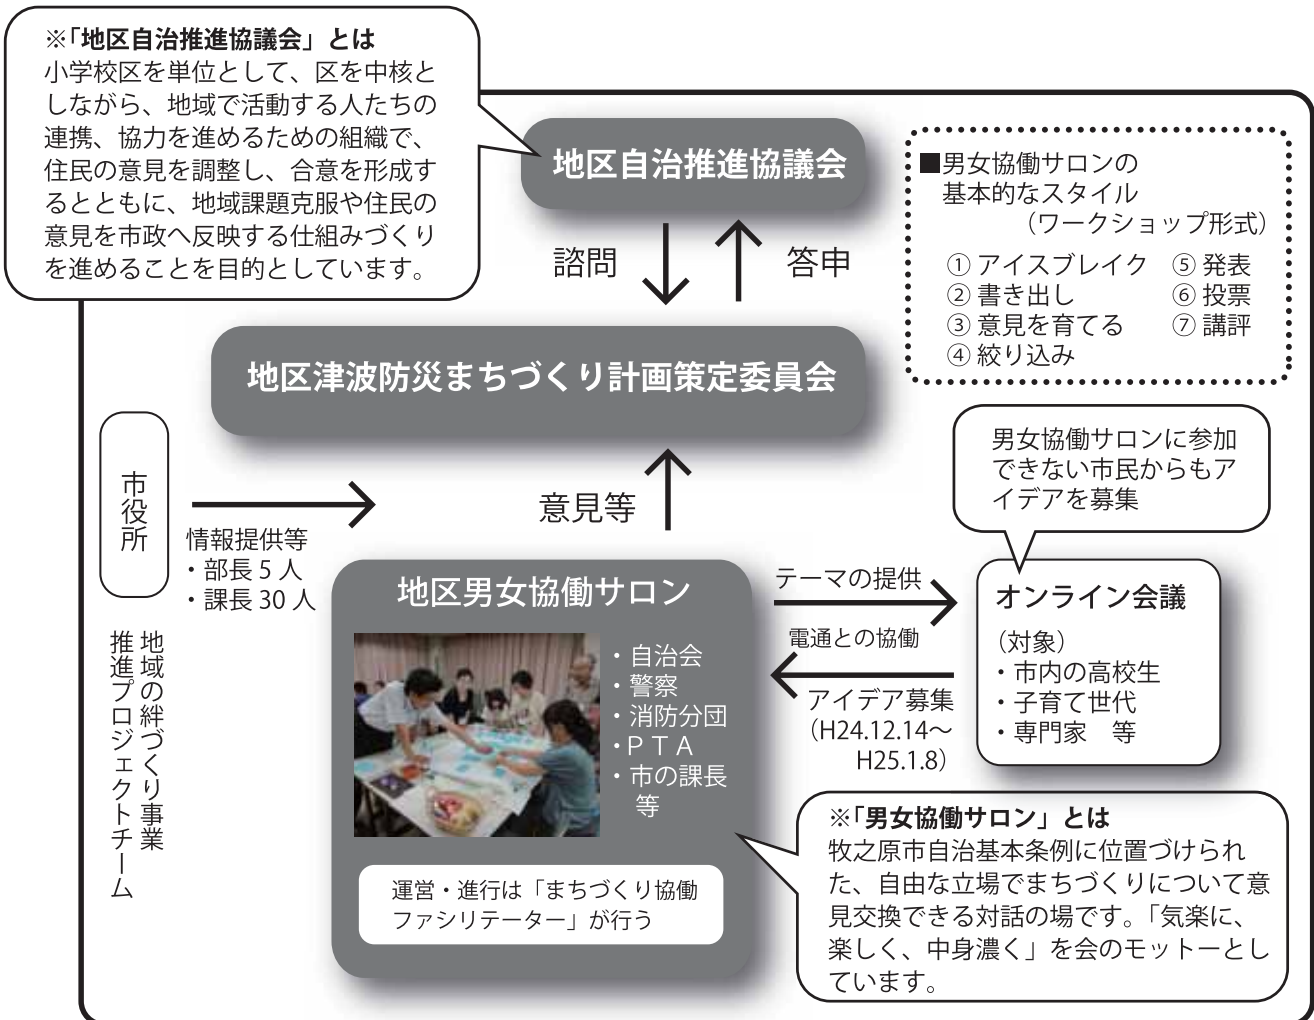 ※「地区自治推進協議会」とは
小学校区を単位として、区を中核と
しながら、地域で活動する人たちの
連携、協力を進めるための組織で、
住民の意見を調整し、合意を形成す
るとともに、地域課題克服や住民の
意見を市政へ反映する仕組みづくり
を進めることを目的としています。
地区自治推進協議会
諮問
答申
■男女協働サロンの
基本的なスタイル
（ワークショップ形式）
① アイスブレイク
② 書き出し
③ 意見を育てる
④ 絞り込み
⑤ 発表
⑥ 投票
⑦ 講評
地区津波防災まちづくり計画策定委員会
市役所
地域の絆づくり事業
推進プロジェクトチーム
情報提供等
・部長 5 人
・課長 30 人
意見等
地区男女協働サロン
・自治会
・警察
・消防分団
・ＰＴＡ
・市の課長
等
運営・進行は「まちづくり協働
ファシリテーター」が行う
テーマの提供
電通との協働
アイデア募集
（H24.12.14～
H25.1.8）
男女協働サロンに参加
できない市民からもア
イデアを募集
オンライン会議
（対象）
・市内の高校生
・子育て世代
・専門家　等
※「男女協働サロン」とは
牧之原市自治基本条例に位置づけられ
た、自由な立場でまちづくりについて意
見交換できる対話の場です。「気楽に、
楽しく、中身濃く」を会のモットーとし
ています。